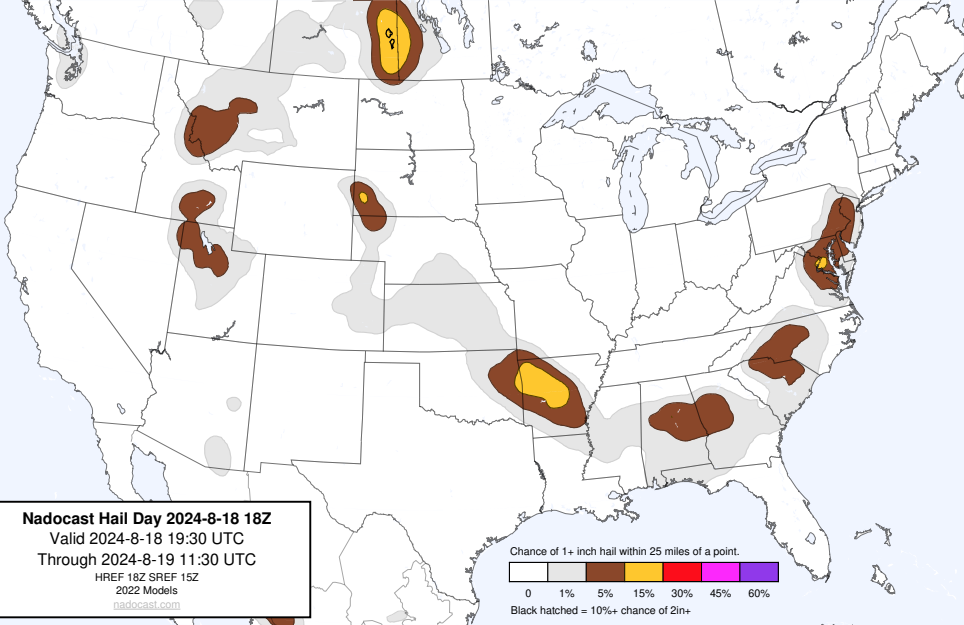 Nadocast Hail Day 2024-8-18 18Z
Valid 2024-8-18 19:30 UTC
Through 2024-8-19 11:30 UTC
HREF 18Z SREF 15Z
2022 Models
nadocast.com
Chance of 1+ inch hail within 25 miles of a point.
0 1% 5% 15% 30% 45% 60%
Black hatched = 10%+ chance of 2in+